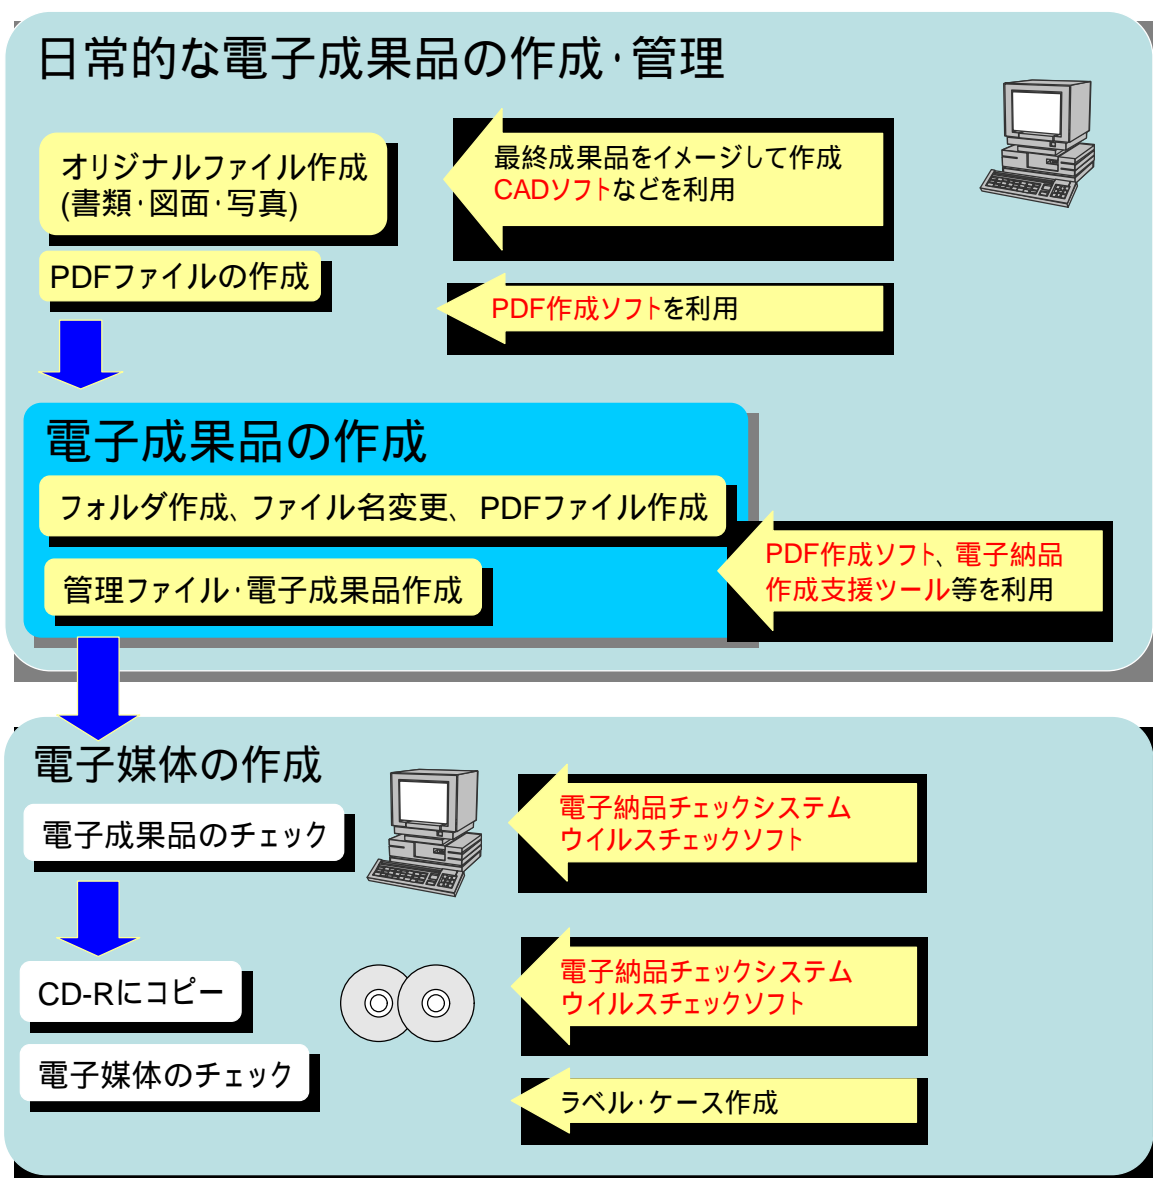 日常的な電子成果品の作成・管理
オリジナルファイル作成
(書類・図面・写真)
最終成果品をイメージして作成
CADソフトなどを利用
PDFファイルの作成
PDF作成ソフトを利用
電子成果品の作成
フォルダ作成、ファイル名変更、PDFファイル作成
管理ファイル・電子成果品作成
PDF作成ソフト、電子納品
作成支援ツール等を利用
電子媒体の作成
電子成果品のチェック
電子納品チェックシステム
ウイルスチェックソフト
CD-Rにコピー
電子納品チェックシステム
ウイルスチェックソフト
電子媒体のチェック
ラベル・ケース作成